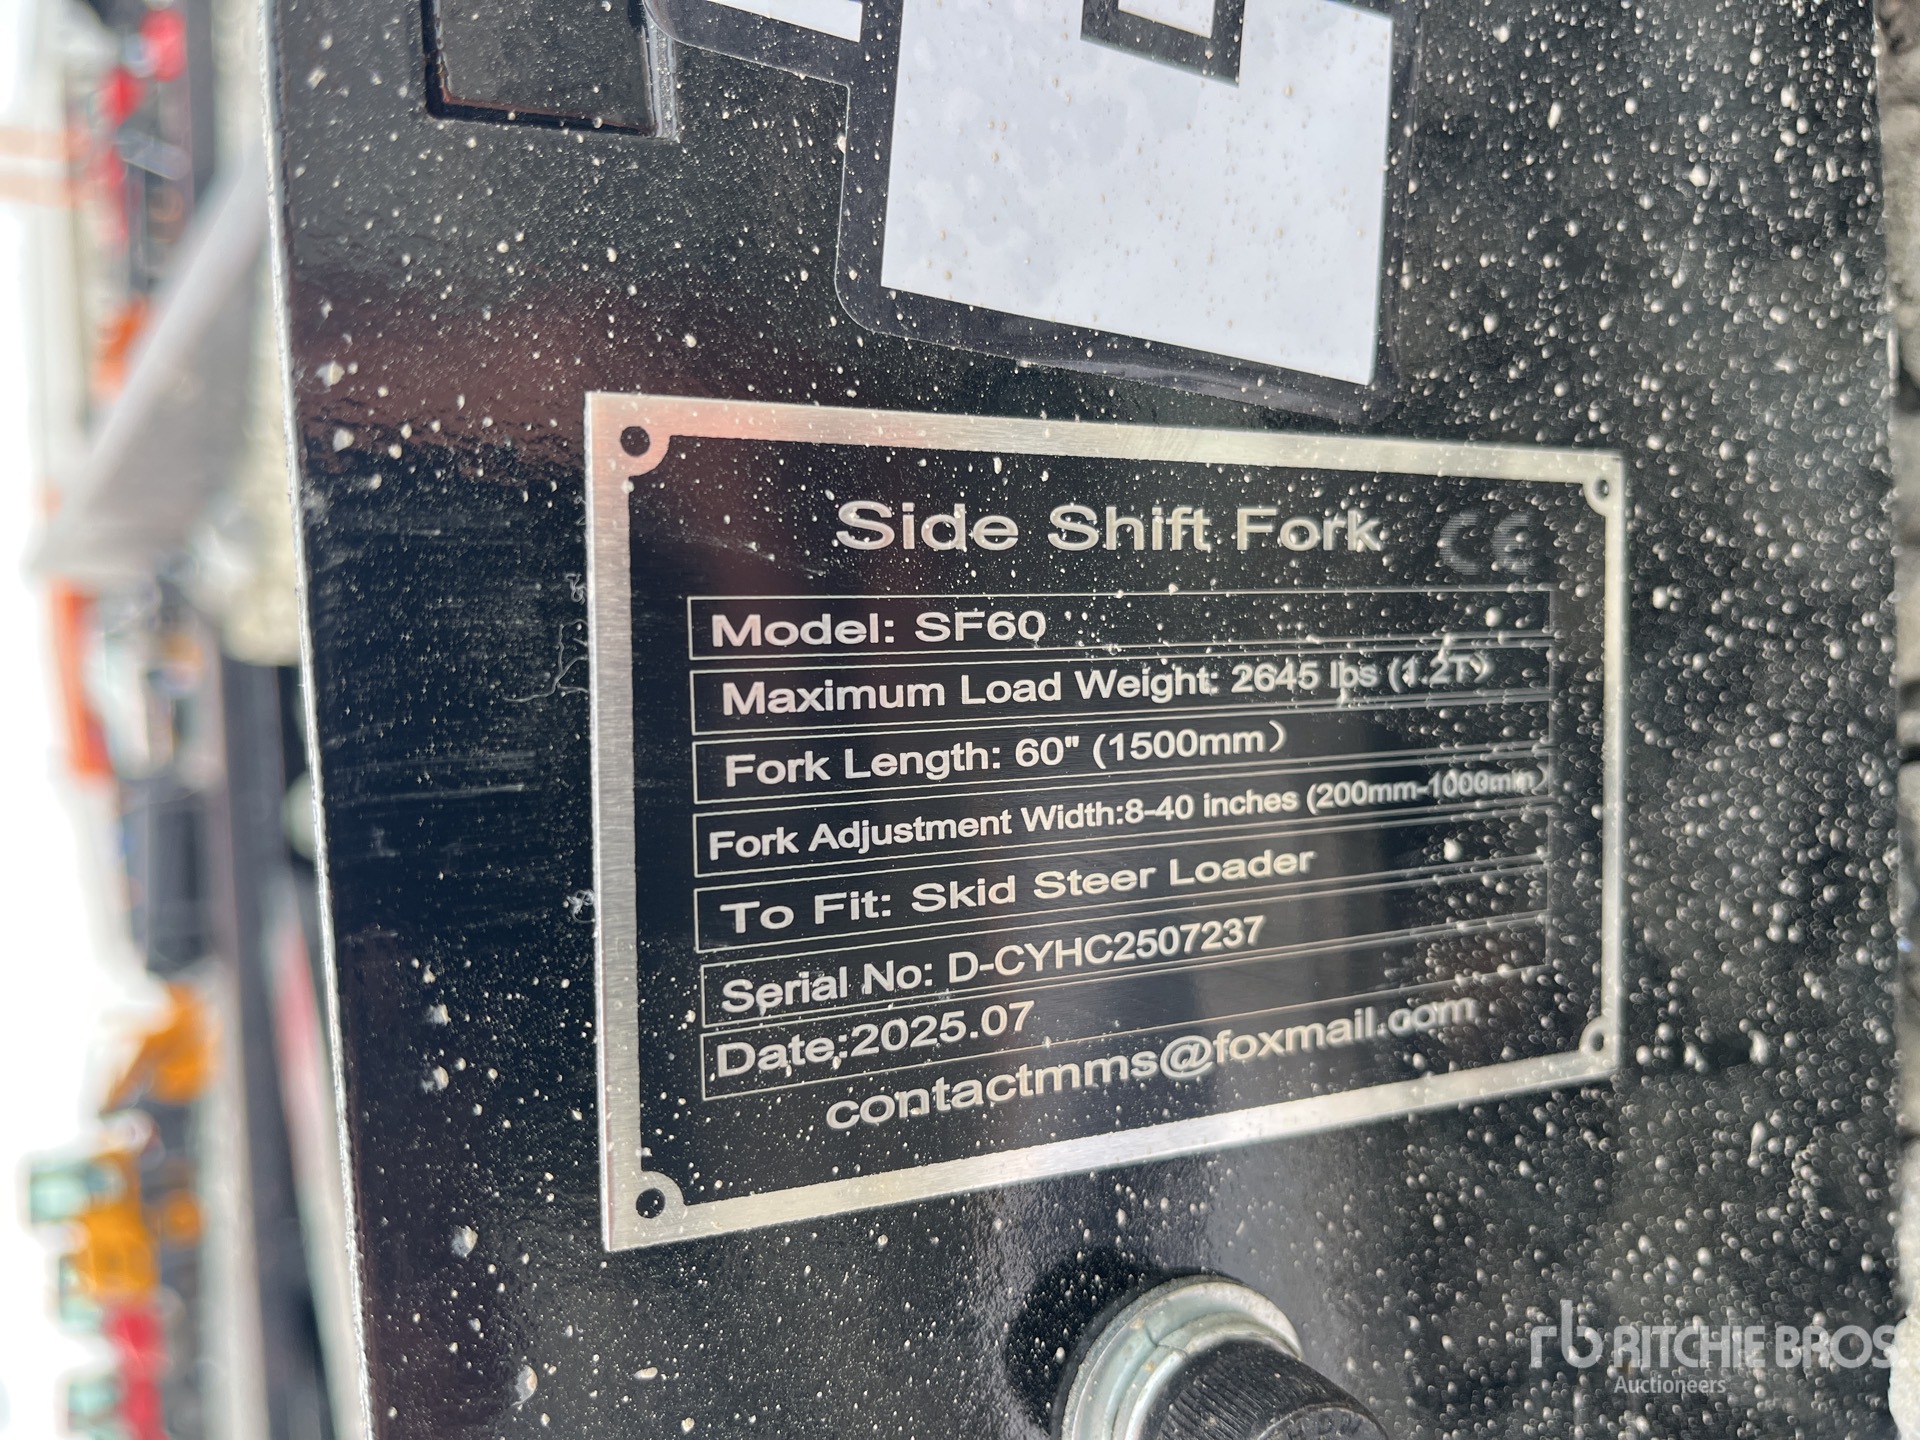 Side Shift Fork CE
Model: SF60
Maximum Load Weight: 2645 lbs (1.2T)
Fork Length: 60" (1500mm)
Fork Adjustment Width:8-40 inches (200mm-1000mm)
To Fit: Skid Steer Loader
Serial No: D-CYHC2507237
Date:2025.07
contactmms@foxmail.com
rb RITCHIE BROS
Auctioneers